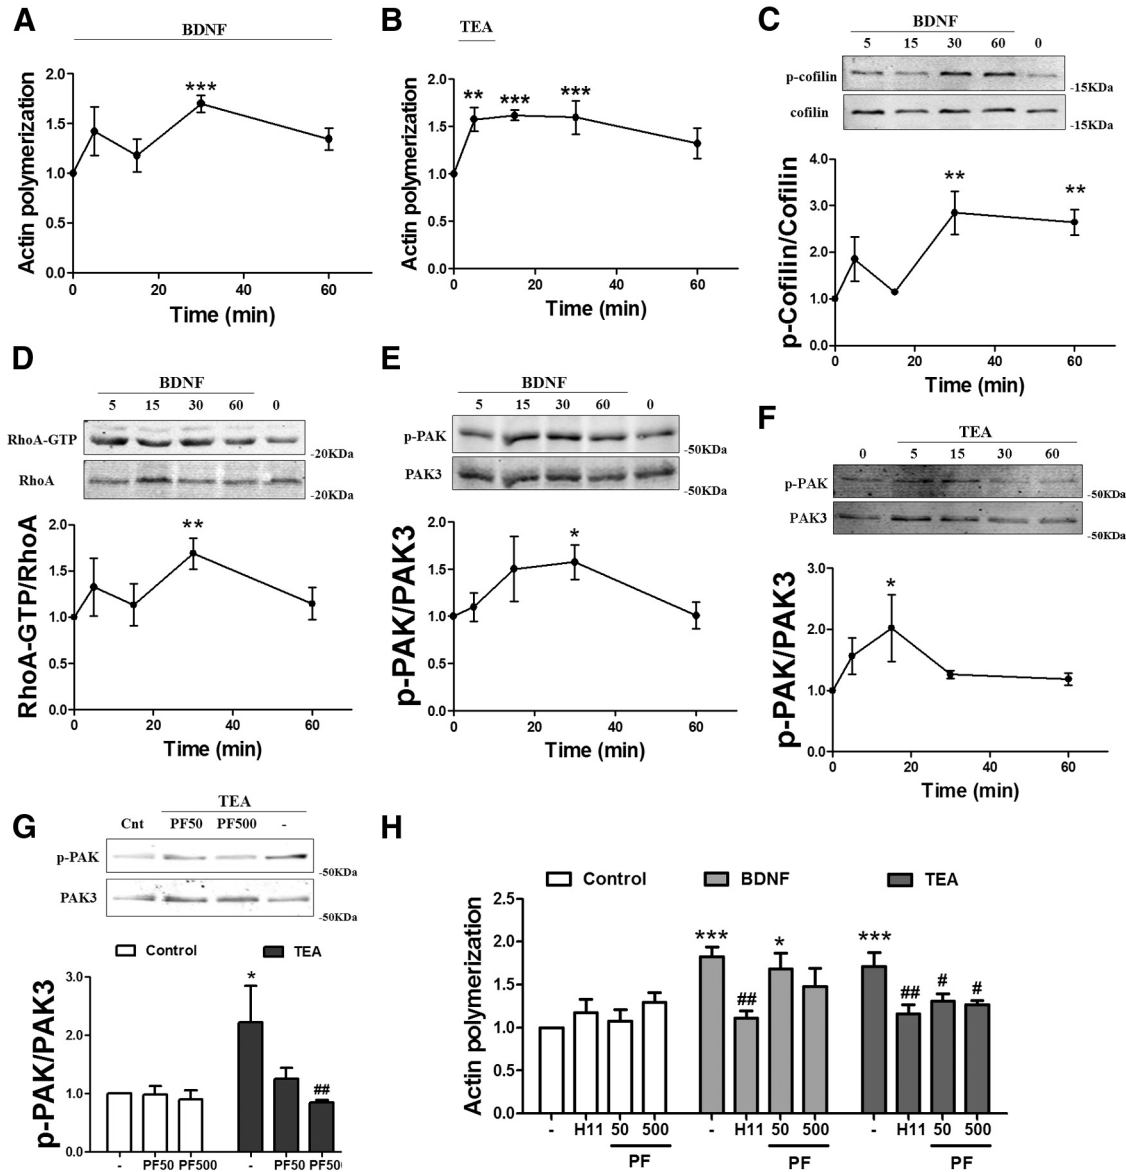 A
BDNF
***
2.0
1.5
1.0
0.5
0.0
0 20 40 60
Actin polymerization
Time (min)
B
TEA
** *** ***
2.0
1.5
1.0
0.5
0.0
0 20 40 60
Actin polymerization
Time (min)
C
BDNF
5 15 30 60 0
p-cofilin
-15KDa
cofilin
-15KDa
4.0
3.0
2.0
1.0
0.0
** **
0 20 40 60
p-Cofilin/Cofilin
Time (min)
D
BDNF
5 15 30 60 0
RhoA-GTP
-20KDa
RhoA
-20KDa
2.0
1.5
1.0
0.5
0.0
**
0 20 40 60
RhoA-GTP/RhoA
Time (min)
E
BDNF
5 15 30 60 0
p-PAK
-50KDa
PAK3
-50KDa
2.0
1.5
1.0
0.5
0.0
*
0 20 40 60
p-PAK/PAK3
Time (min)
F
TEA
0 5 15 30 60
p-PAK
-50KDa
PAK3
-50KDa
3.0
2.0
1.0
0.0
*
0 20 40 60
p-PAK/PAK3
Time (min)
G
TEA
Cnt PF50 PF500 -
p-PAK
-50KDa
PAK3
-50KDa
Control TEA
3.0
2.0
1.0
0.0
* ##
- PF50 PF500 - PF50 PF500
p-PAK/PAK3
H
Control BDNF TEA
2.5
2.0
1.5
1.0
0.5
0.0
*** ## * *** ## # #
- H11 50 500 - H11 50 500 - H11 50 500
PF PF PF
Actin polymerization